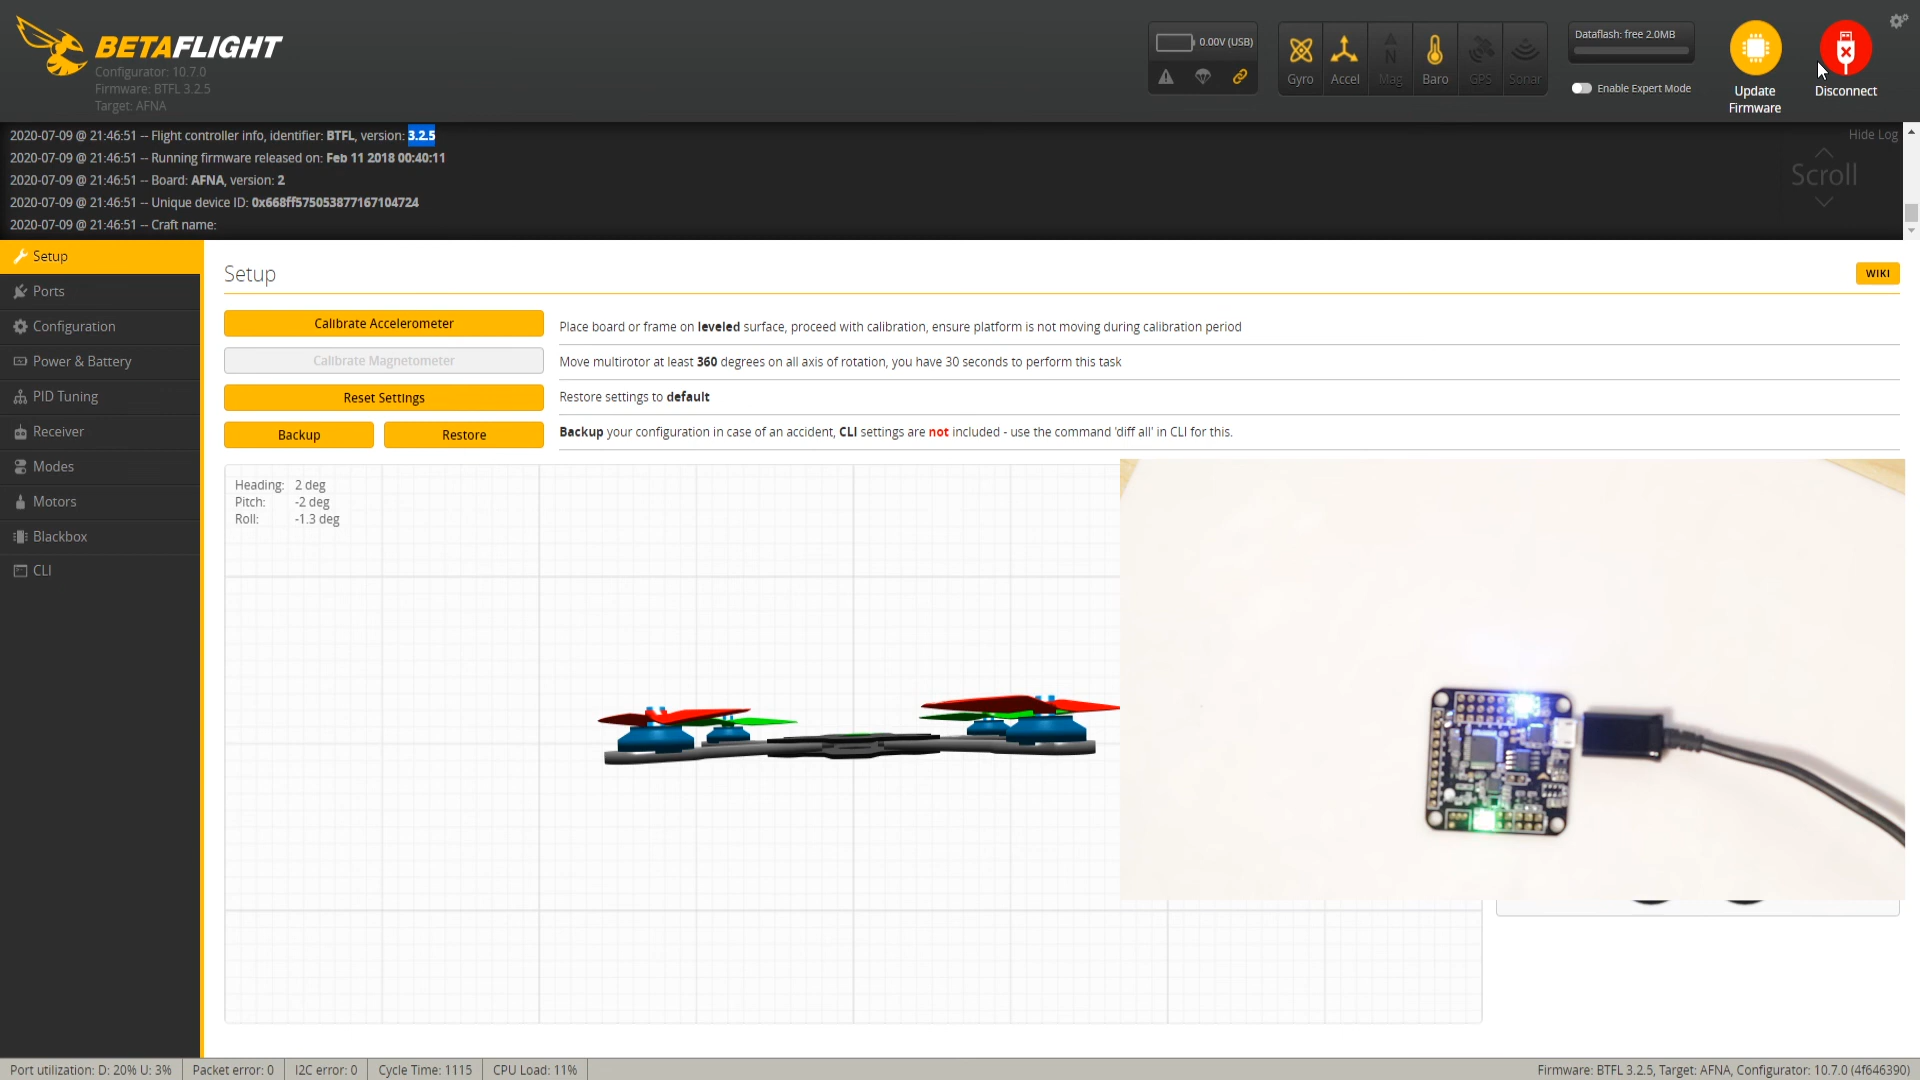 BETAFLIGHT
Configurator: 10.7.0
Firmware: BTFL 3.2.5
Target: AFNA
0.00V (USB)
Gyro
Accel
Mag
Baro
GPS
Sonar
Dataflash: free 2.0MB
Enable Expert Mode
Update
Firmware
Disconnect
2020-07-09 @ 21:46:51 -- Flight controller info, identifier: BTFL, version: 3.2.5
2020-07-09 @ 21:46:51 -- Running firmware released on: Feb 11 2018 00:40:11
2020-07-09 @ 21:46:51 -- Board: AFNA, version: 2
2020-07-09 @ 21:46:51 -- Unique device ID: 0x668ff575053877167104724
2020-07-09 @ 21:46:51 -- Craft name:
Hide Log
Scroll
Setup
Ports
Configuration
Power & Battery
PID Tuning
Receiver
Modes
Motors
Blackbox
CLI
Setup
WIKI
Calibrate Accelerometer
Place board or frame on leveled surface, proceed with calibration, ensure platform is not moving during calibration period
Calibrate Magnetometer
Move multirotor at least 360 degrees on all axis of rotation, you have 30 seconds to perform this task
Reset Settings
Restore settings to default
Backup
Restore
Backup your configuration in case of an accident, CLI settings are not included - use the command 'diff all' in CLI for this.
Heading: 2 deg
Pitch: -2 deg
Roll: -1.3 deg
Port utilization: D: 20% U: 3%
Packet error: 0
I2C error: 0
Cycle Time: 1115
CPU Load: 11%
Firmware: BTFL 3.2.5, Target: AFNA, Configurator: 10.7.0 (4f646390)